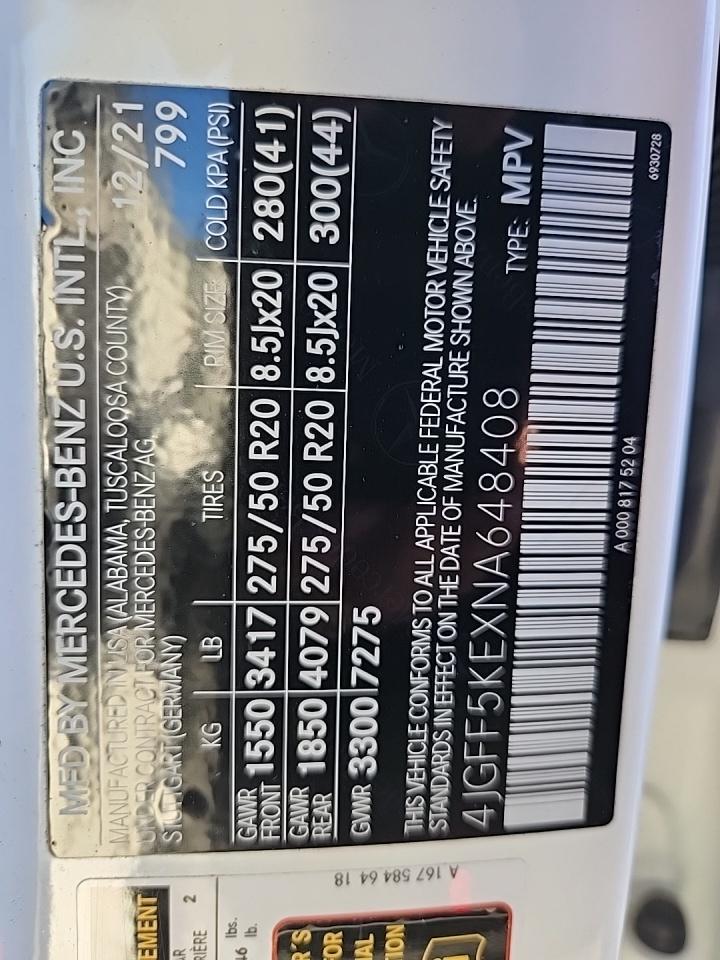 MFD BY MERCEDES-BENZ U.S. INTL., INC
MANUFACTURED IN USA (ALABAMA, TUSCALOOSA COUNTY) 12/21
UNDER CONTRACT FOR MERCEDES-BENZ AG, 799
STUTTGART (GERMANY)
KG LB TIRES RIM SIZE COLD KPA (PSI)
GAWR FRONT 1550 3417 275/50 R20 8.5Jx20 280(41)
GAWR REAR 1850 4079 275/50 R20 8.5Jx20 300(44)
GVWR 3300 7275
THIS VEHICLE CONFORMS TO ALL APPLICABLE FEDERAL MOTOR VEHICLE SAFETY
STANDARDS IN EFFECT ON THE DATE OF MANUFACTURE SHOWN ABOVE.
4JGFF5KEXNA648408 TYPE: MPV
A 000 817 52 04
6930728
A 167 584 64 18
EMENT
2
lbs.
lb.